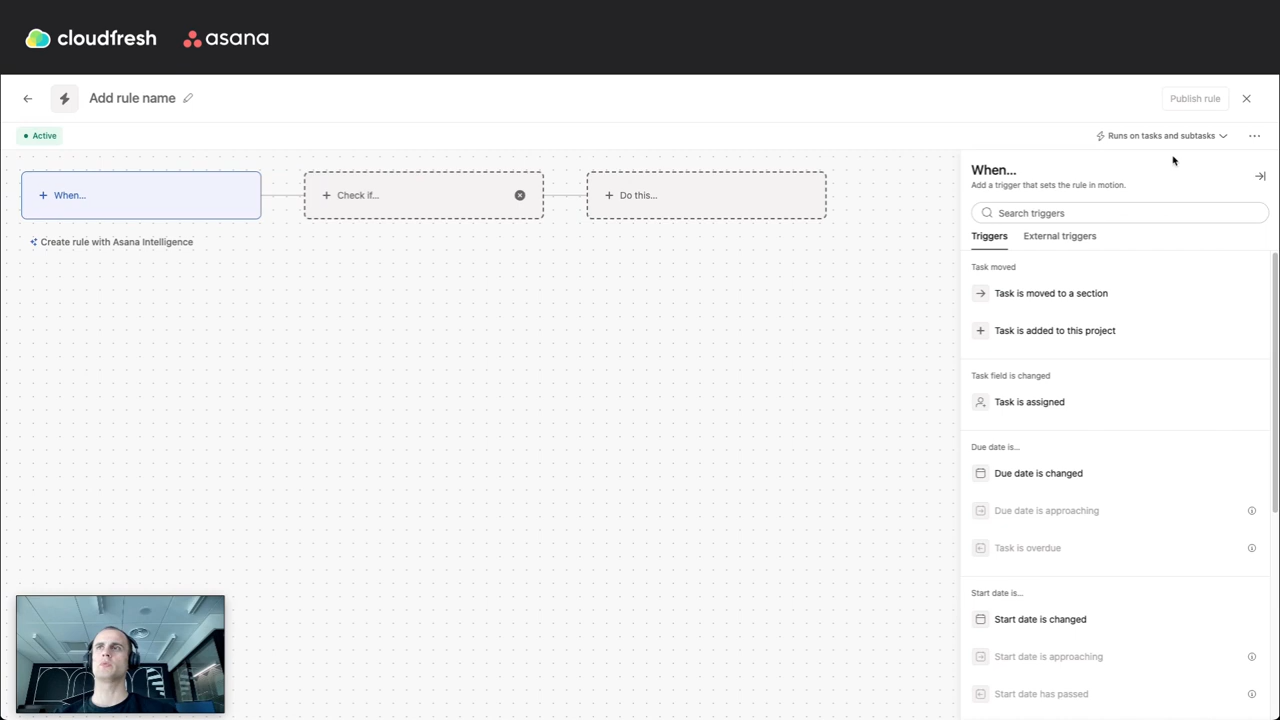 cloudfresh asana
Add rule name
Publish rule
Active
Runs on tasks and subtasks
When...
Check if...
Do this...
Create rule with Asana Intelligence
When...
Add a trigger that sets the rule in motion.
Search triggers
Triggers External triggers
Task moved
Task is moved to a section
Task is added to this project
Task field is changed
Task is assigned
Due date is...
Due date is changed
Due date is approaching
Task is overdue
Start date is...
Start date is changed
Start date is approaching
Start date has passed